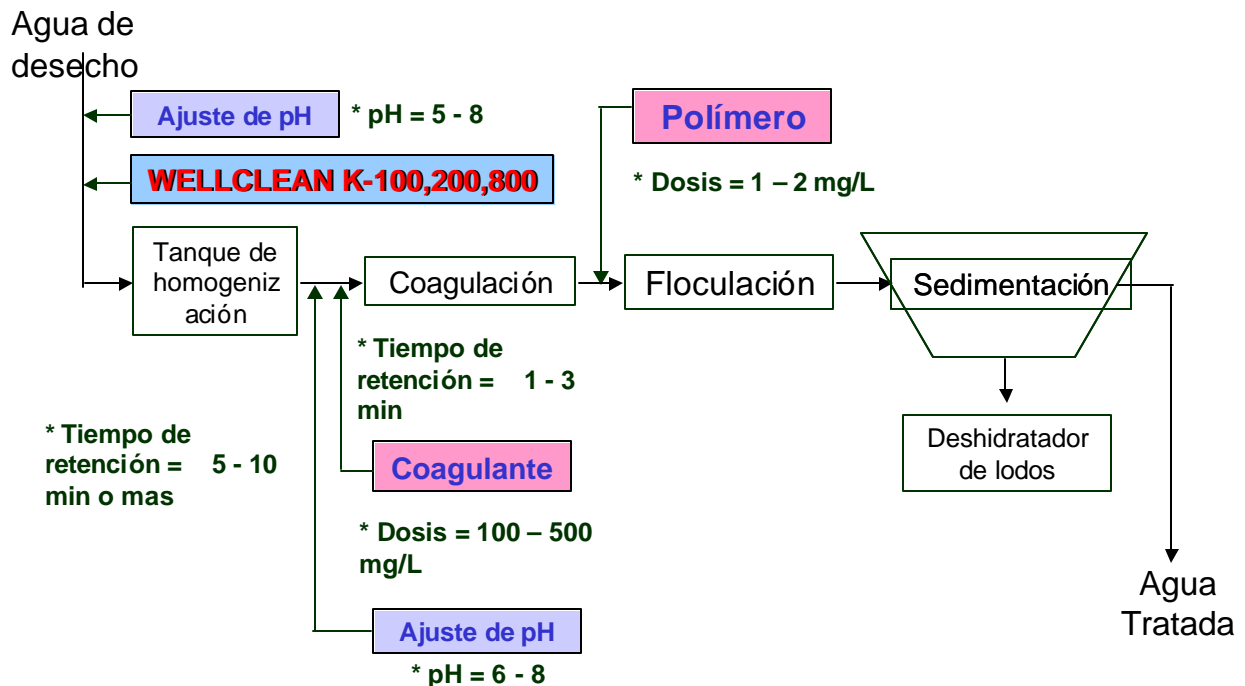 Agua de
desecho
Ajuste de pH
* pH = 5 - 8
WELLCLEAN K-100,200,800
Polímero
* Dosis = 1 – 2 mg/L
Tanque de
homogeniz
ación
Coagulación
Floculación
Sedimentación
* Tiempo de
retención = 1 - 3
min
* Tiempo de
retención = 5 - 10
min o mas
Coagulante
* Dosis = 100 – 500
mg/L
Ajuste de pH
* pH = 6 - 8
Deshidratador
de lodos
Agua
Tratada